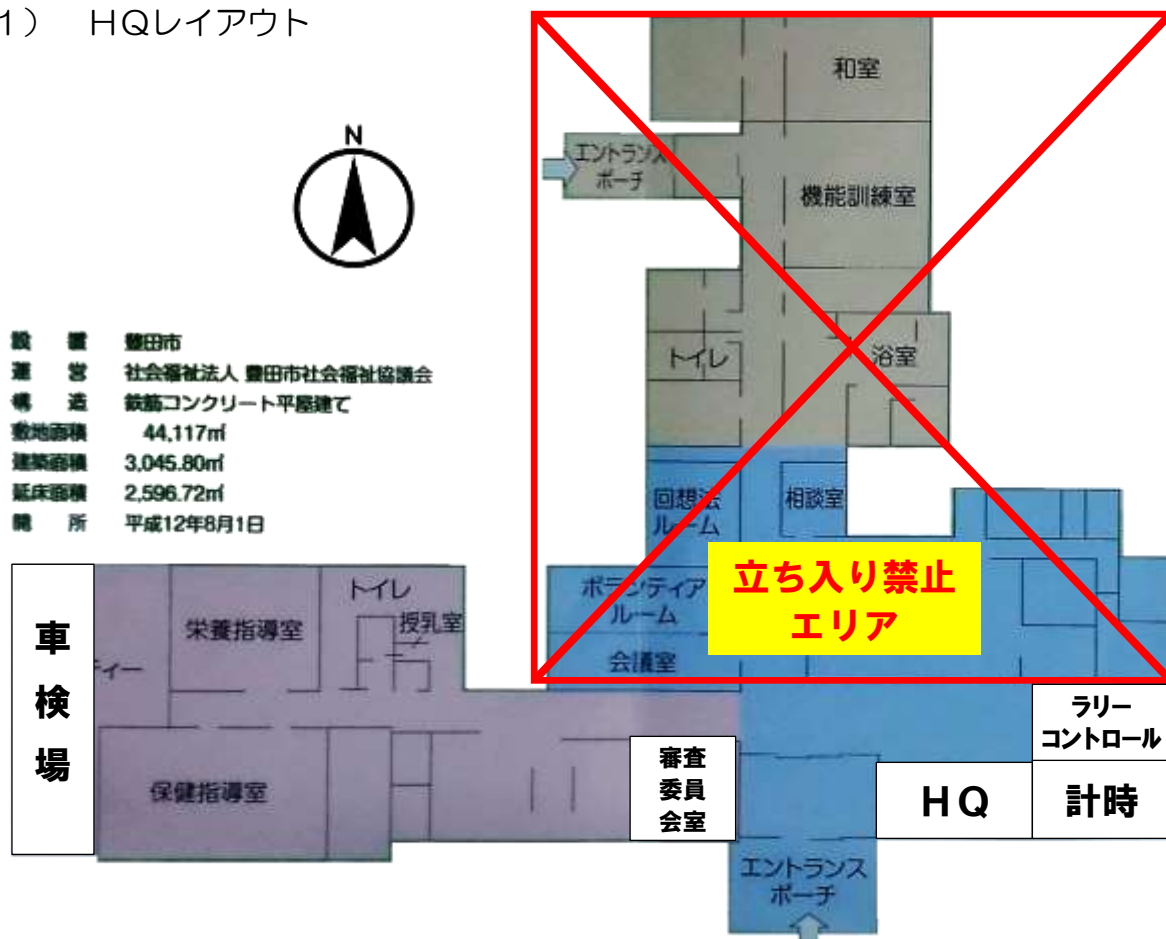 1) HQレイアウト
N
和室
エントランス
ポーチ
機能訓練室
トイレ
浴室
設 置 豊田市
運 営 社会福祉法人 豊田市社会福祉協議会
構 造 鉄筋コンクリート平屋建て
敷地面積 44,117㎡
建築面積 3,045.80㎡
延床面積 2,596.72㎡
開 所 平成12年8月1日
回想法
ルーム
相談室
立ち入り禁止
エリア
ボランティア
ルーム
会議室
車検場
ィー
栄養指導室
トイレ
授乳室
保健指導室
審査
委員
会室
ラリー
コントロール
HQ
計時
エントランス
ポーチ